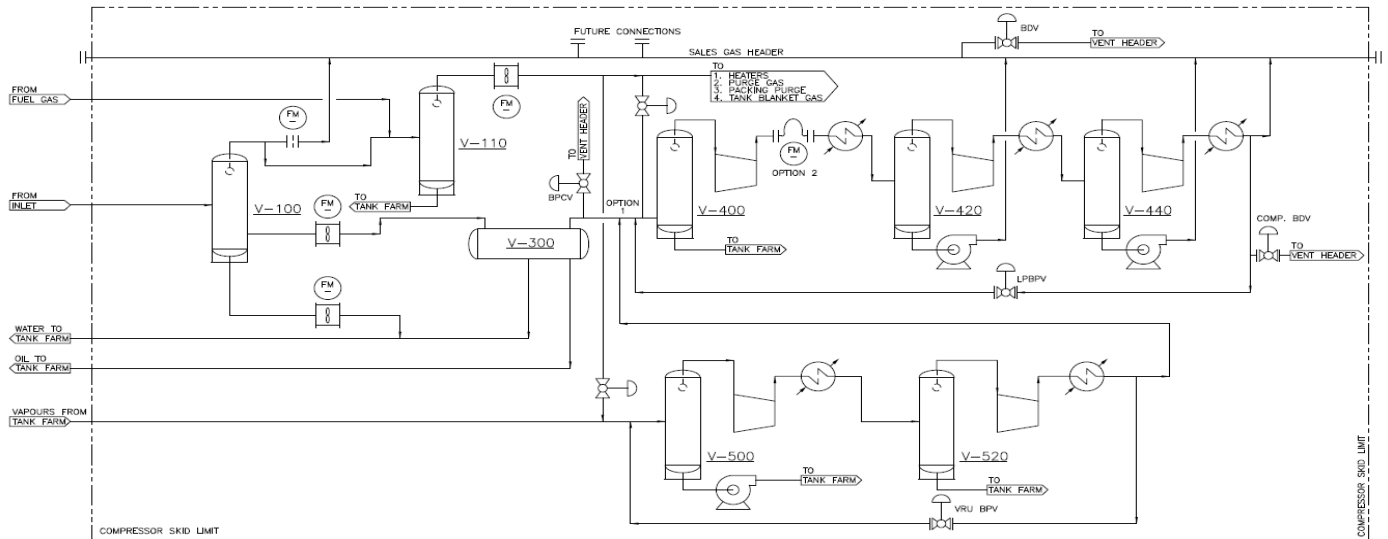 BDV
TO
VENT HEADER
FUTURE CONNECTIONS
SALES GAS HEADER
TO
1. HEATERS
2. PURGE GAS
3. PACKING PURGE
4. TANK BLANKET GAS
FROM
FUEL GAS
FM
FM
V-110
TO
VENT HEADER
FM
OPTION 2
FROM
INLET
V-100
FM
TO
TANK FARM
BPCV
OPTION
1
V-400
V-420
V-440
V-300
TO
TANK FARM
COMP. BDV
TO
VENT HEADER
FM
LPBPV
WATER TO
TANK FARM
OIL TO
TANK FARM
VAPOURS FROM
TANK FARM
V-500
V-520
TO
TANK FARM
TO
TANK FARM
VRU BPV
COMPRESSOR SKID LIMIT
COMPRESSOR SKID LIMIT